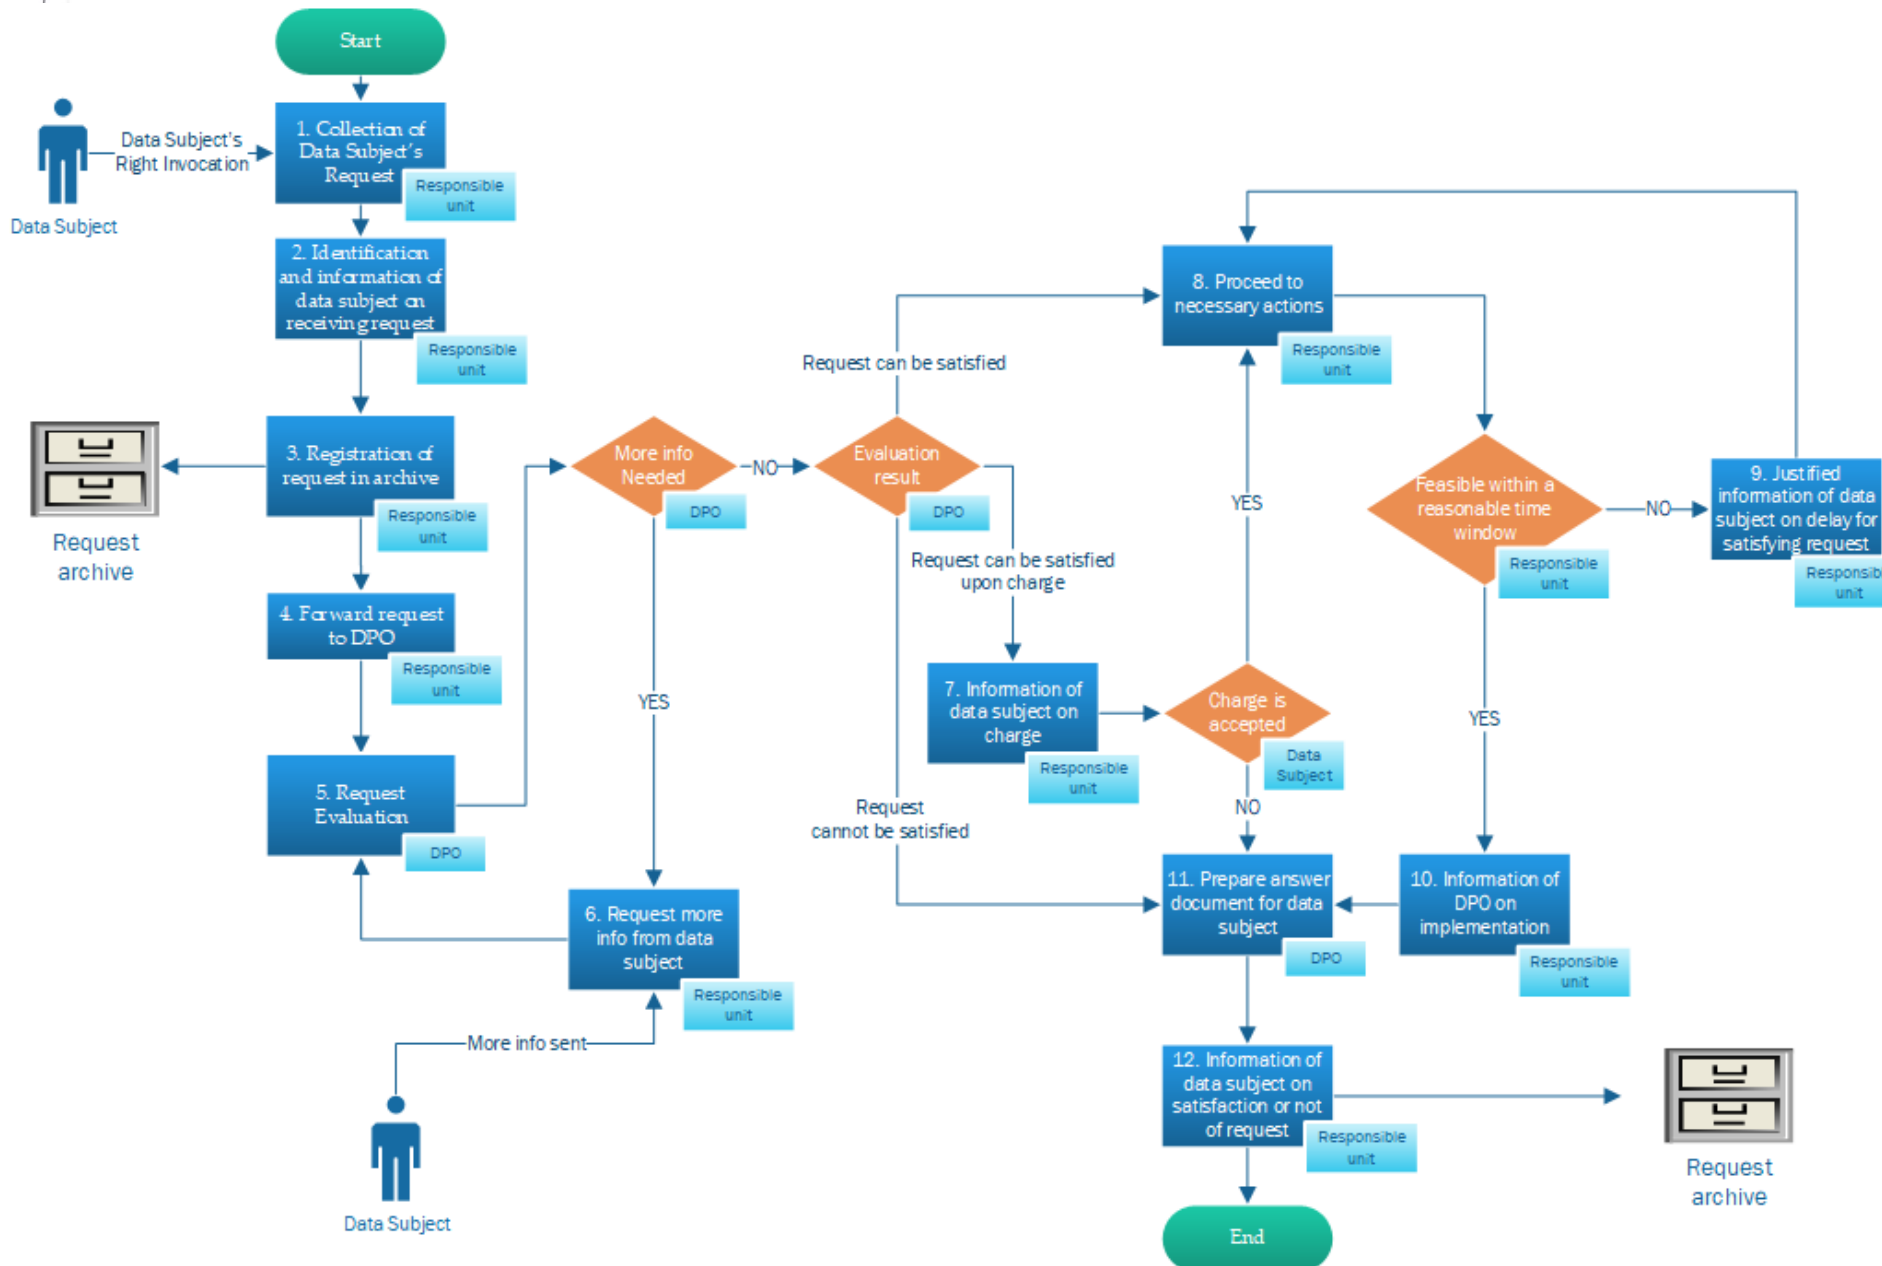 Start
Data Subject's
Right Invocation
Data Subject
1. Collection of
Data Subject's
Request
Responsible
unit
2. Identification
and information of
data subject on
receiving request
Responsible
unit
3. Registration of
request in archive
Responsible
unit
Request
archive
4. Forward request
to DPO
Responsible
unit
5. Request
Evaluation
DPO
More info
Needed
DPO
NO
YES
6. Request more
info from data
subject
Responsible
unit
More info sent
Data Subject
Evaluation
result
DPO
Request can be satisfied
Request can be satisfied
upon charge
Request
cannot be satisfied
7. Information of
data subject on
charge
Responsible
unit
Charge is
accepted
Data
Subject
YES
NO
8. Proceed to
necessary actions
Responsible
unit
Feasible within a
reasonable time
window
Responsible
unit
NO
YES
9. Justified
information of data
subject on delay for
satisfying request
Responsib
unit
10. Information of
DPO on
implementation
Responsible
unit
11. Prepare answer
document for data
subject
DPO
12. Information of
data subject on
satisfaction or not
of request
Responsible
unit
Request
archive
End